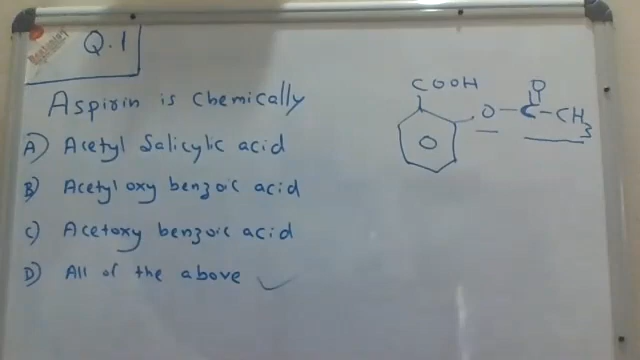 Q.1
Aspirin is chemically
A) Acetyl Salicylic acid
B) Acetyl oxy benzoic acid
C) Acetoxy benzoic acid
D) All of the above
COOH
O
O-C-CH3